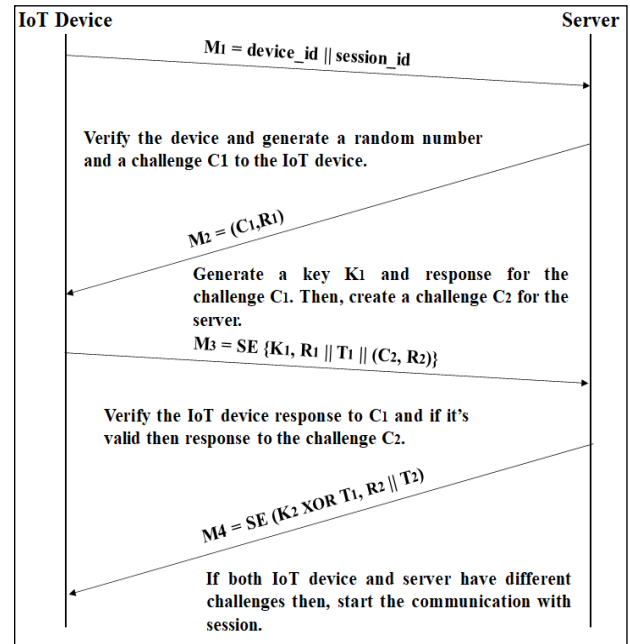 IoT Device Server
M1 = device_id || session_id
Verify the device and generate a random number
and a challenge C1 to the IoT device.
M2 = (C1,R1)
Generate a key K1 and response for the
challenge C1. Then, create a challenge C2 for the
server.
M3 = SE {K1, R1 || T1 || (C2, R2)}
Verify the IoT device response to C1 and if it's
valid then response to the challenge C2.
M4 = SE (K2 XOR T1, R2 || T2)
If both IoT device and server have different
challenges then, start the communication with
session.